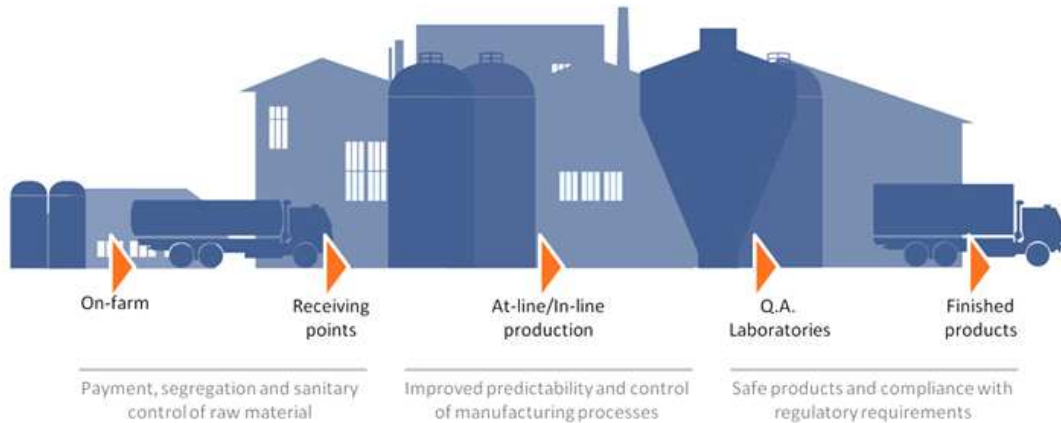 On-farm
Receiving
points
At-line/In-line
production
Q.A.
Laboratories
Finished
products
Payment, segregation and sanitary
control of raw material
Improved predictability and control
of manufacturing processes
Safe products and compliance with
regulatory requirements